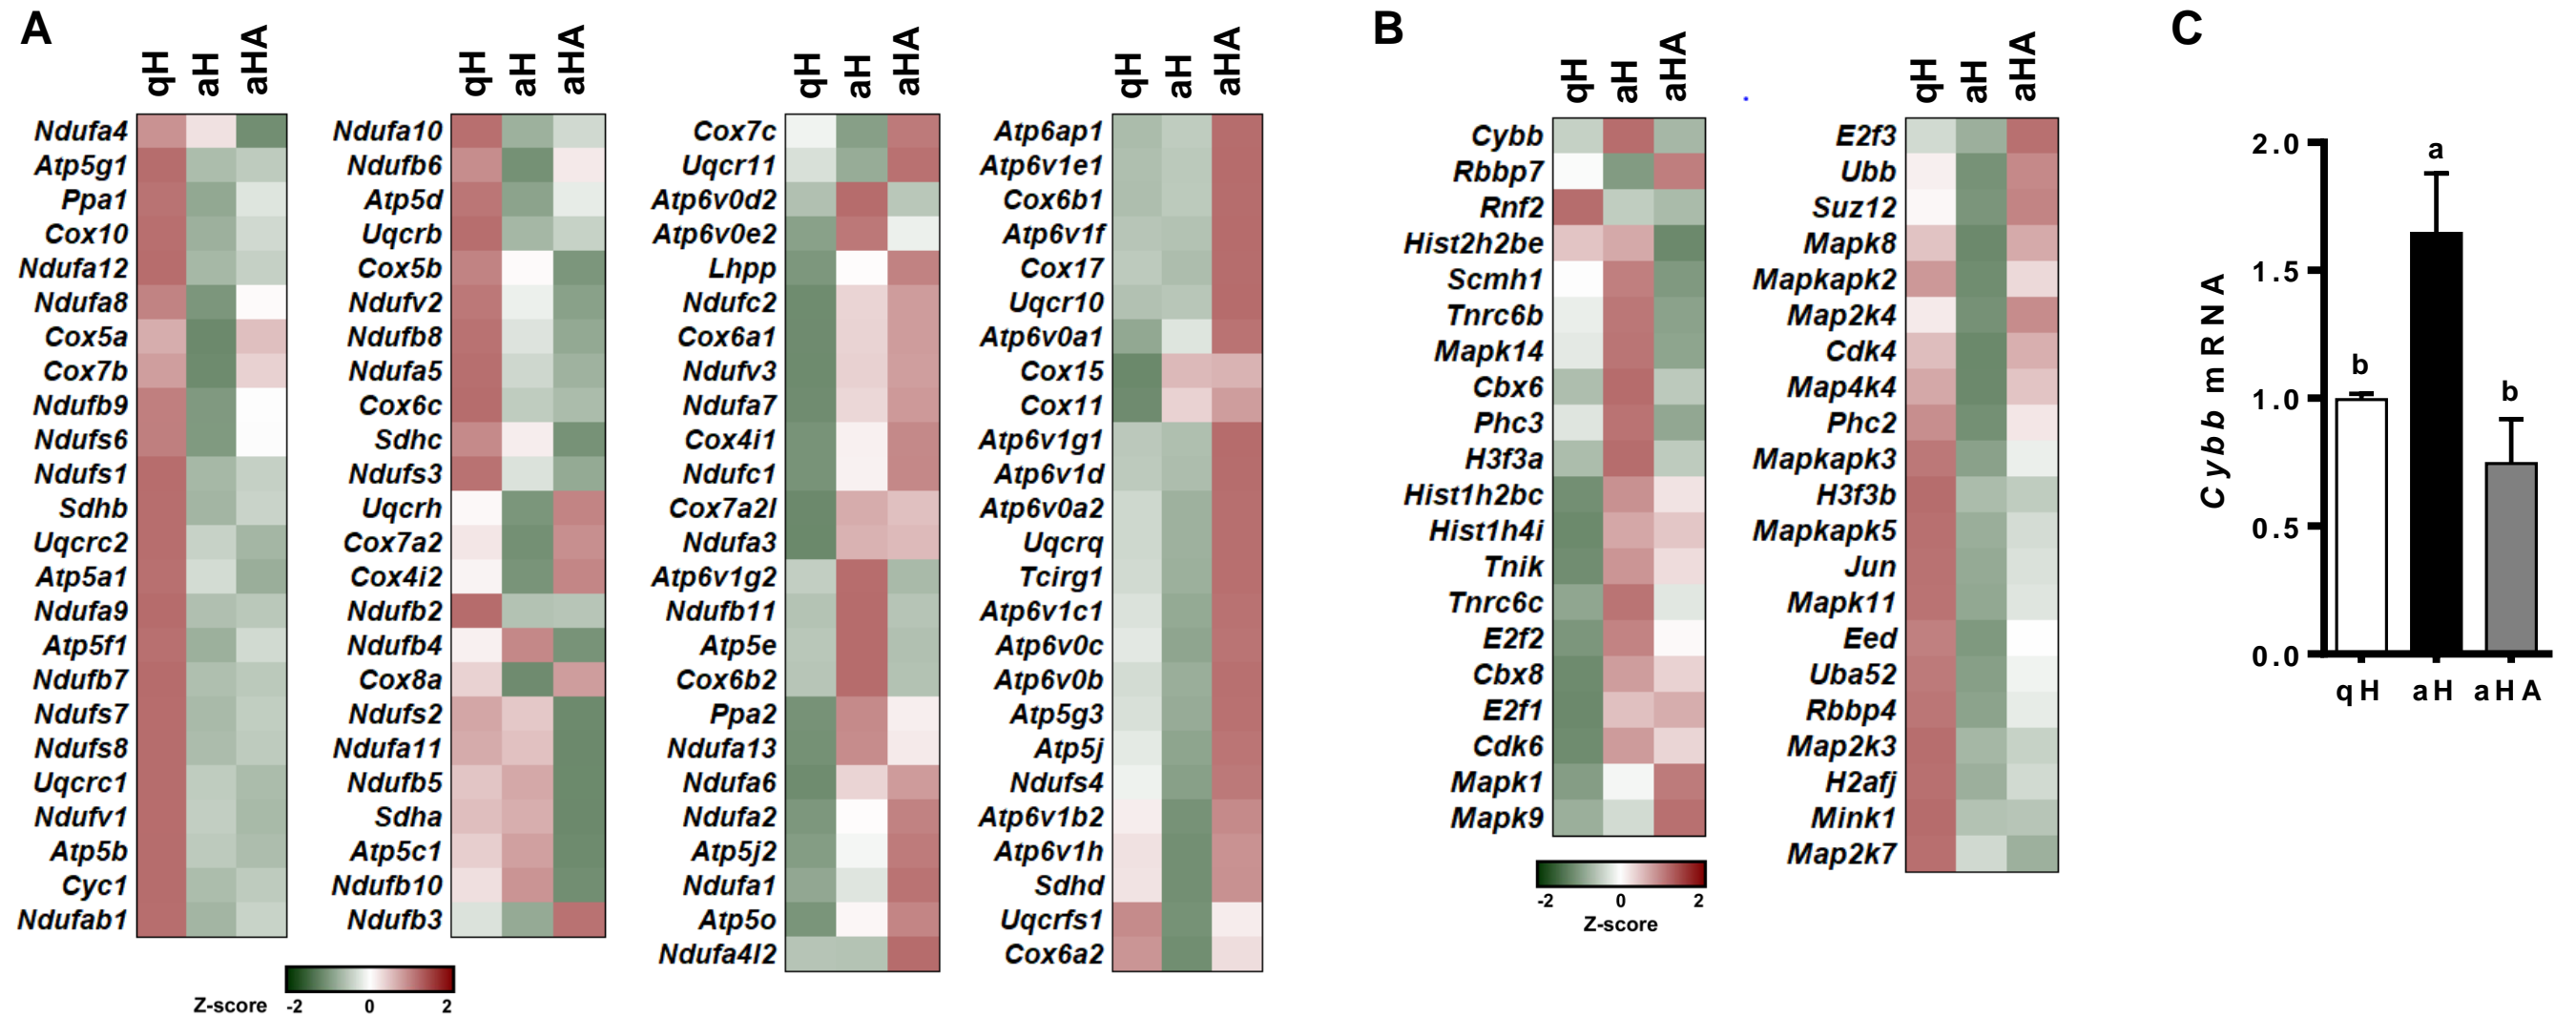 A
qH
aH
aHA
Ndufa4
Atp5g1
Ppa1
Cox10
Ndufa12
Ndufa8
Cox5a
Cox7b
Ndufb9
Ndufs6
Ndufs1
Sdhb
Uqcrc2
Atp5a1
Ndufa9
Atp5f1
Ndufb7
Ndufs7
Ndufs8
Uqcrc1
Ndufv1
Atp5b
Cyc1
Ndufab1
qH
aH
aHA
Ndufa10
Ndufb6
Atp5d
Uqcrb
Cox5b
Ndufv2
Ndufb8
Ndufa5
Cox6c
Sdhc
Ndufs3
Uqcrh
Cox7a2
Cox4i2
Ndufb2
Ndufb4
Cox8a
Ndufs2
Ndufa11
Ndufb5
Sdha
Atp5c1
Ndufb10
Ndufb3
Z-score
-2
0
2
qH
aH
aHA
Cox7c
Uqcr11
Atp6v0d2
Atp6v0e2
Lhpp
Ndufc2
Cox6a1
Ndufv3
Ndufa7
Cox4i1
Ndufc1
Cox7a2l
Ndufa3
Atp6v1g2
Ndufb11
Atp5e
Cox6b2
Ppa2
Ndufa13
Ndufa6
Ndufa2
Atp5j2
Ndufa1
Atp5o
Ndufa4l2
qH
aH
aHA
Atp6ap1
Atp6v1e1
Cox6b1
Atp6v1f
Cox17
Uqcr10
Atp6v0a1
Cox15
Cox11
Atp6v1g1
Atp6v1d
Atp6v0a2
Uqcrq
Tcirg1
Atp6v1c1
Atp6v0c
Atp6v0b
Atp5g3
Atp5j
Ndufs4
Atp6v1b2
Atp6v1h
Sdhd
Uqcrfs1
Cox6a2
B
qH
aH
aHA
Cybb
Rbbp7
Rnf2
Hist2h2be
Scmh1
Tnrc6b
Mapk14
Cbx6
Phc3
H3f3a
Hist1h2bc
Hist1h4i
Tnik
Tnrc6c
E2f2
Cbx8
E2f1
Cdk6
Mapk1
Mapk9
-2
0
2
Z-score
qH
aH
aHA
E2f3
Ubb
Suz12
Mapk8
Mapkapk2
Map2k4
Cdk4
Map4k4
Phc2
Mapkapk3
H3f3b
Mapkapk5
Jun
Mapk11
Eed
Uba52
Rbbp4
Map2k3
H2afj
Mink1
Map2k7
C
Cybb mRNA
2.0
1.5
1.0
0.5
0.0
b
a
b
qH
aH
aHA